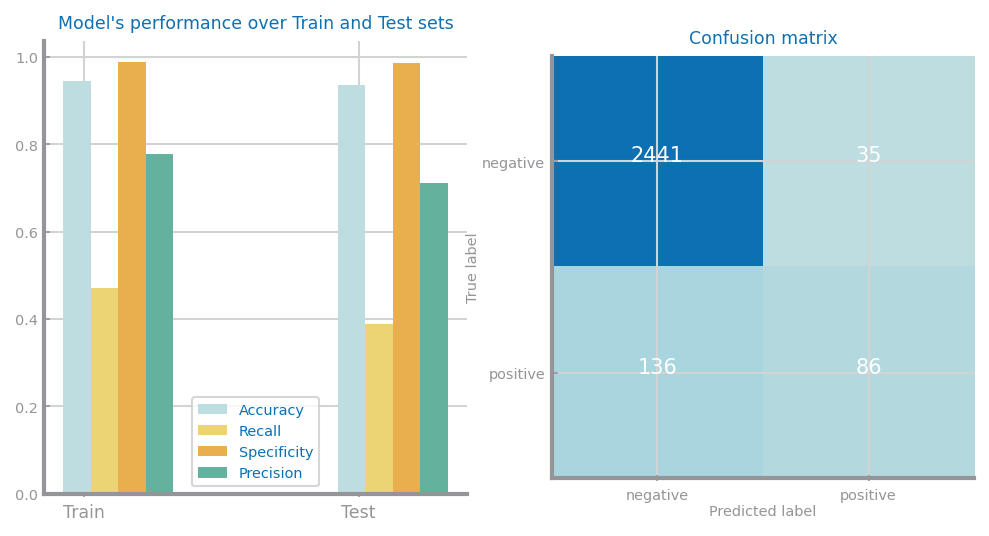 Model's performance over Train and Test sets
1.0
0.8
0.6
0.4
0.2
0.0
Accuracy
Recall
Specificity
Precision
Train
Test
Confusion matrix
True label
negative
positive
2441
35
136
86
negative
positive
Predicted label